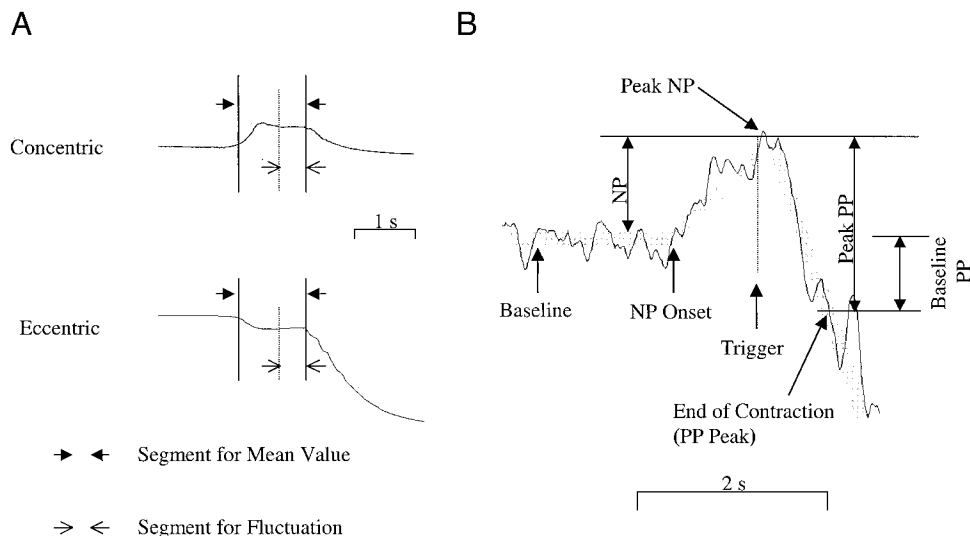 A
Concentric
1 s
Eccentric
Segment for Mean Value
Segment for Fluctuation
B
Peak NP
NP
Peak PP
Baseline
PP
Baseline
NP Onset
Trigger
End of Contraction
(PP Peak)
2 s